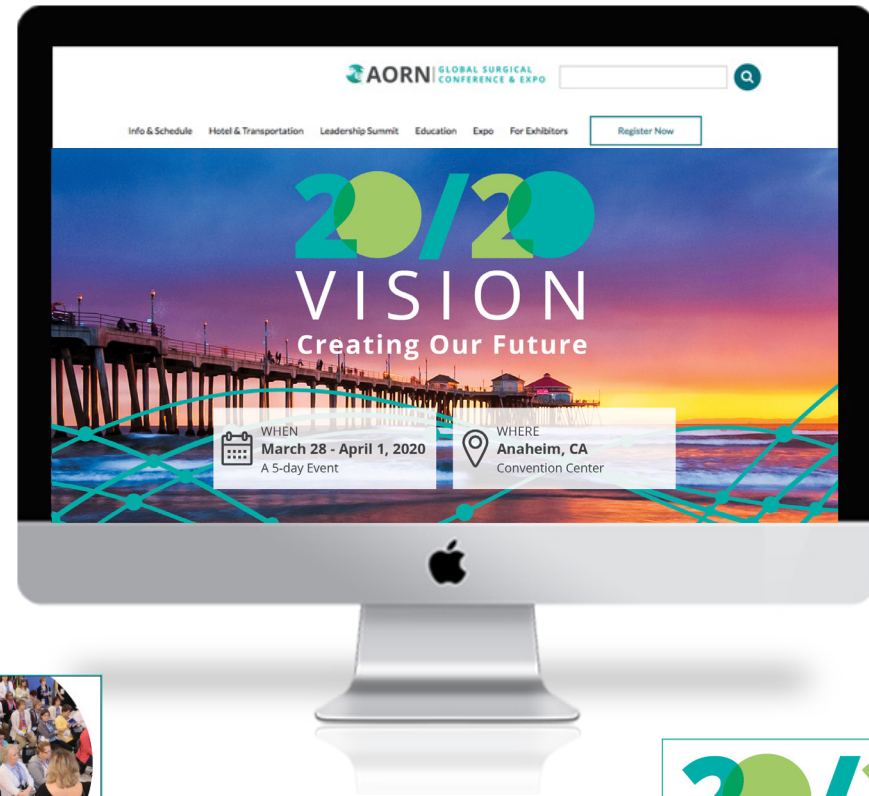 AORN GLOBAL SURGICAL
CONFERENCE & EXPO
Info & Schedule Hotel & Transportation Leadership Summit Education Expo For Exhibitors Register Now
20/20
VISION
Creating Our Future
WHEN
March 28 - April 1, 2020
A 5-day Event
WHERE
Anaheim, CA
Convention Center